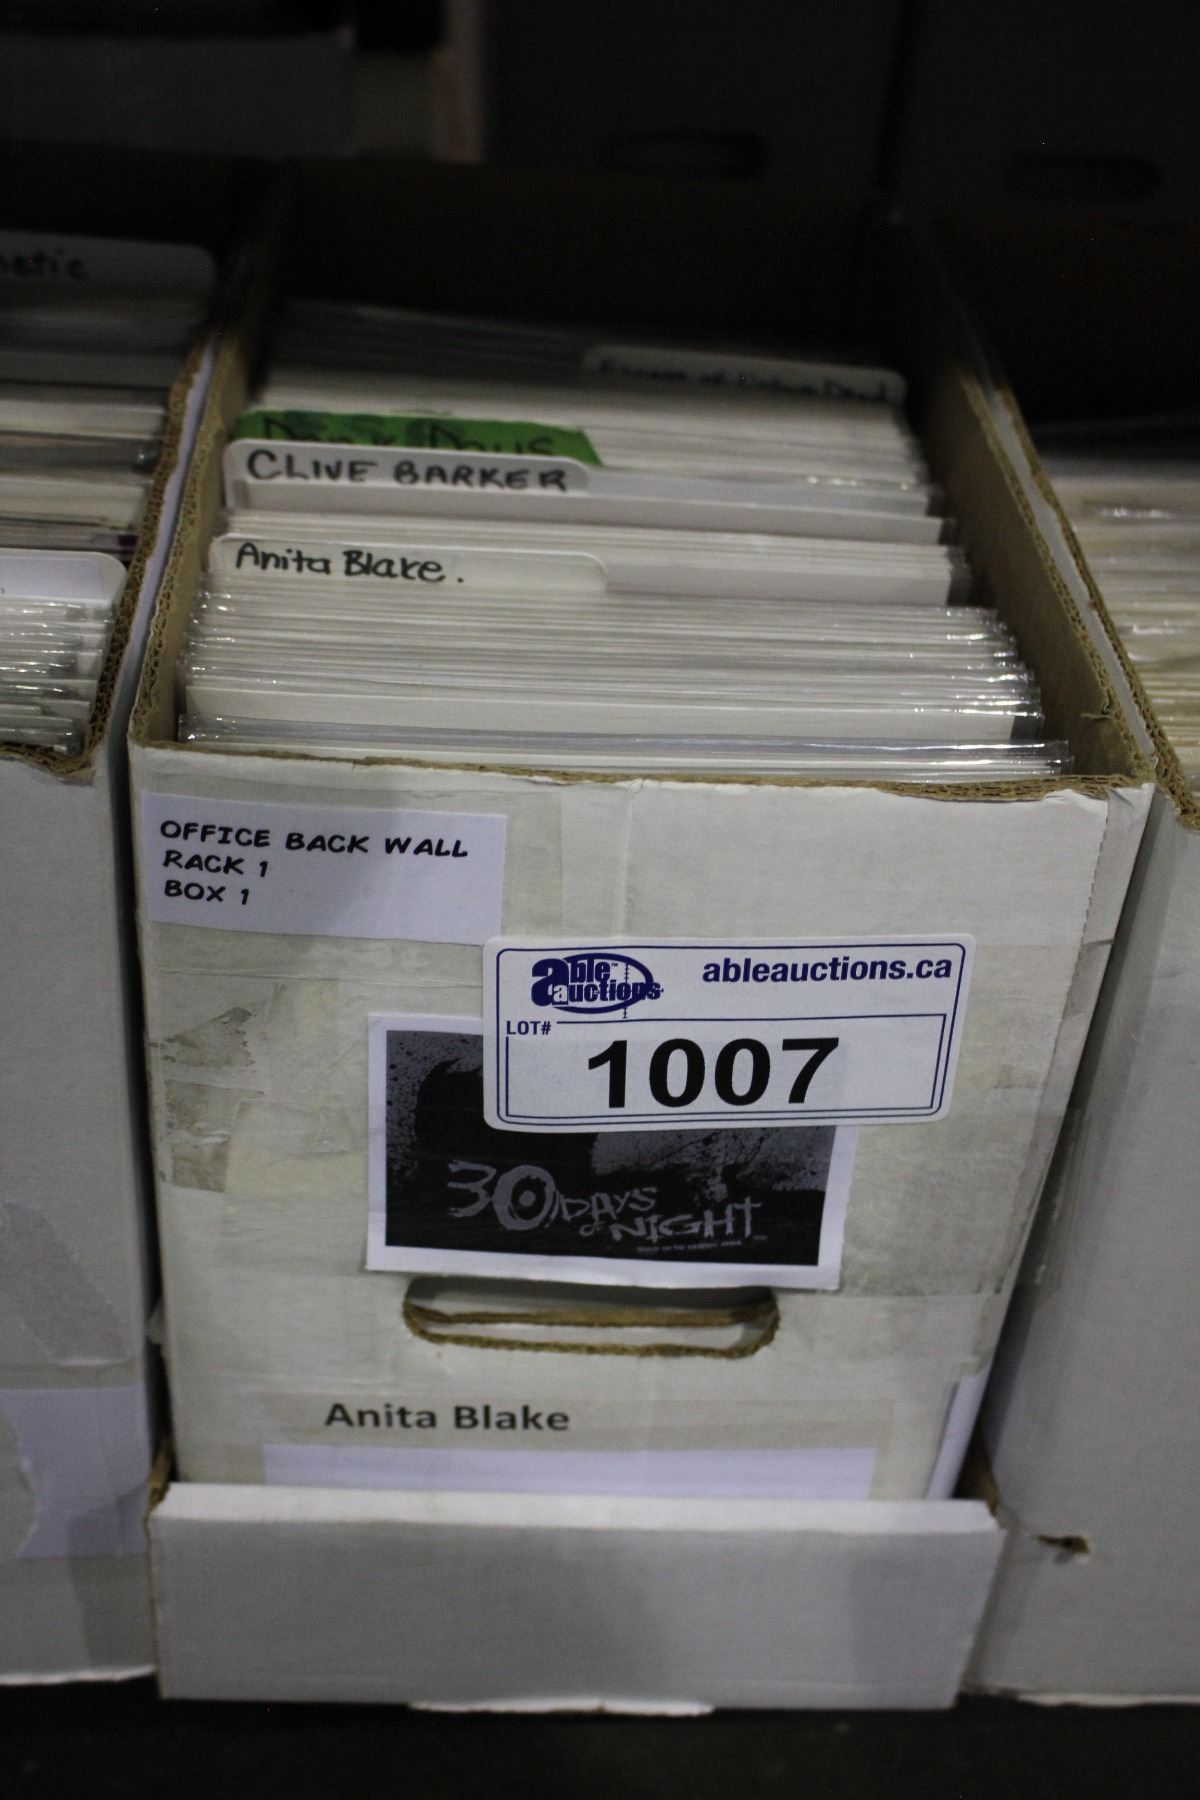 CLIVE BARKER
Anita Blake.
OFFICE BACK WALL
RACK 1
BOX 1
able auctions
ableauctions.ca
LOT#
1007
30 DAYS
OF NIGHT
Anita Blake